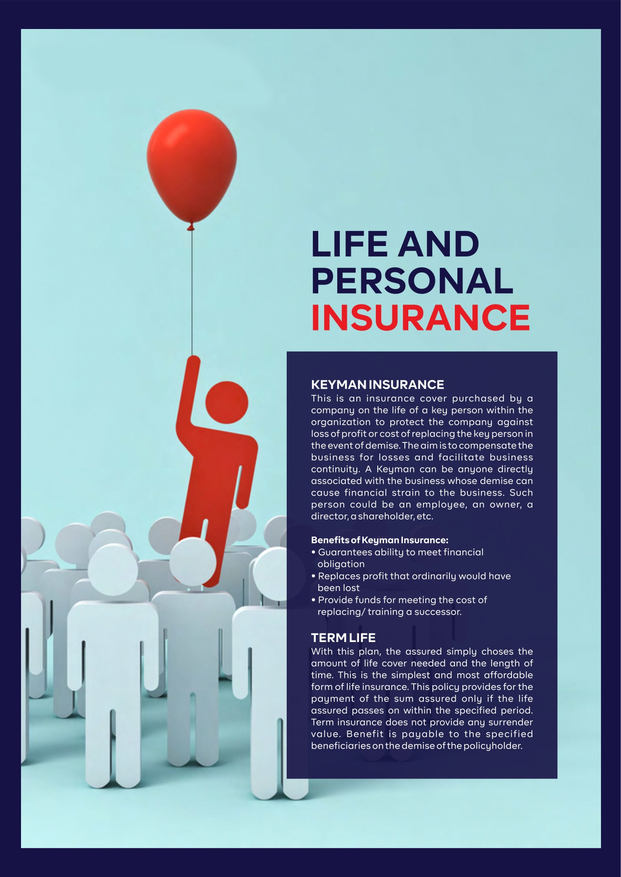 LIFE AND
PERSONAL
INSURANCE
KEYMAN INSURANCE
This is an insurance cover purchased by a
company on the life of a key person within the
organization to protect the company against
loss of profit or cost of replacing the key person in
the event of demise. The aim is to compensate the
business for losses and facilitate business
continuity. A Keyman can be anyone directly
associated with the business whose demise can
cause financial strain to the business. Such
person could be an employee, an owner, a
director, a shareholder, etc.
Benefits of Keyman Insurance:
• Guarantees ability to meet financial
obligation
• Replaces profit that ordinarily would have
been lost
• Provide funds for meeting the cost of
replacing/ training a successor.
TERM LIFE
With this plan, the assured simply choses the
amount of life cover needed and the length of
time. This is the simplest and most affordable
form of life insurance. This policy provides for the
payment of the sum assured only if the life
assured passes on within the specified period.
Term insurance does not provide any surrender
value. Benefit is payable to the specified
beneficiaries on the demise of the policyholder.